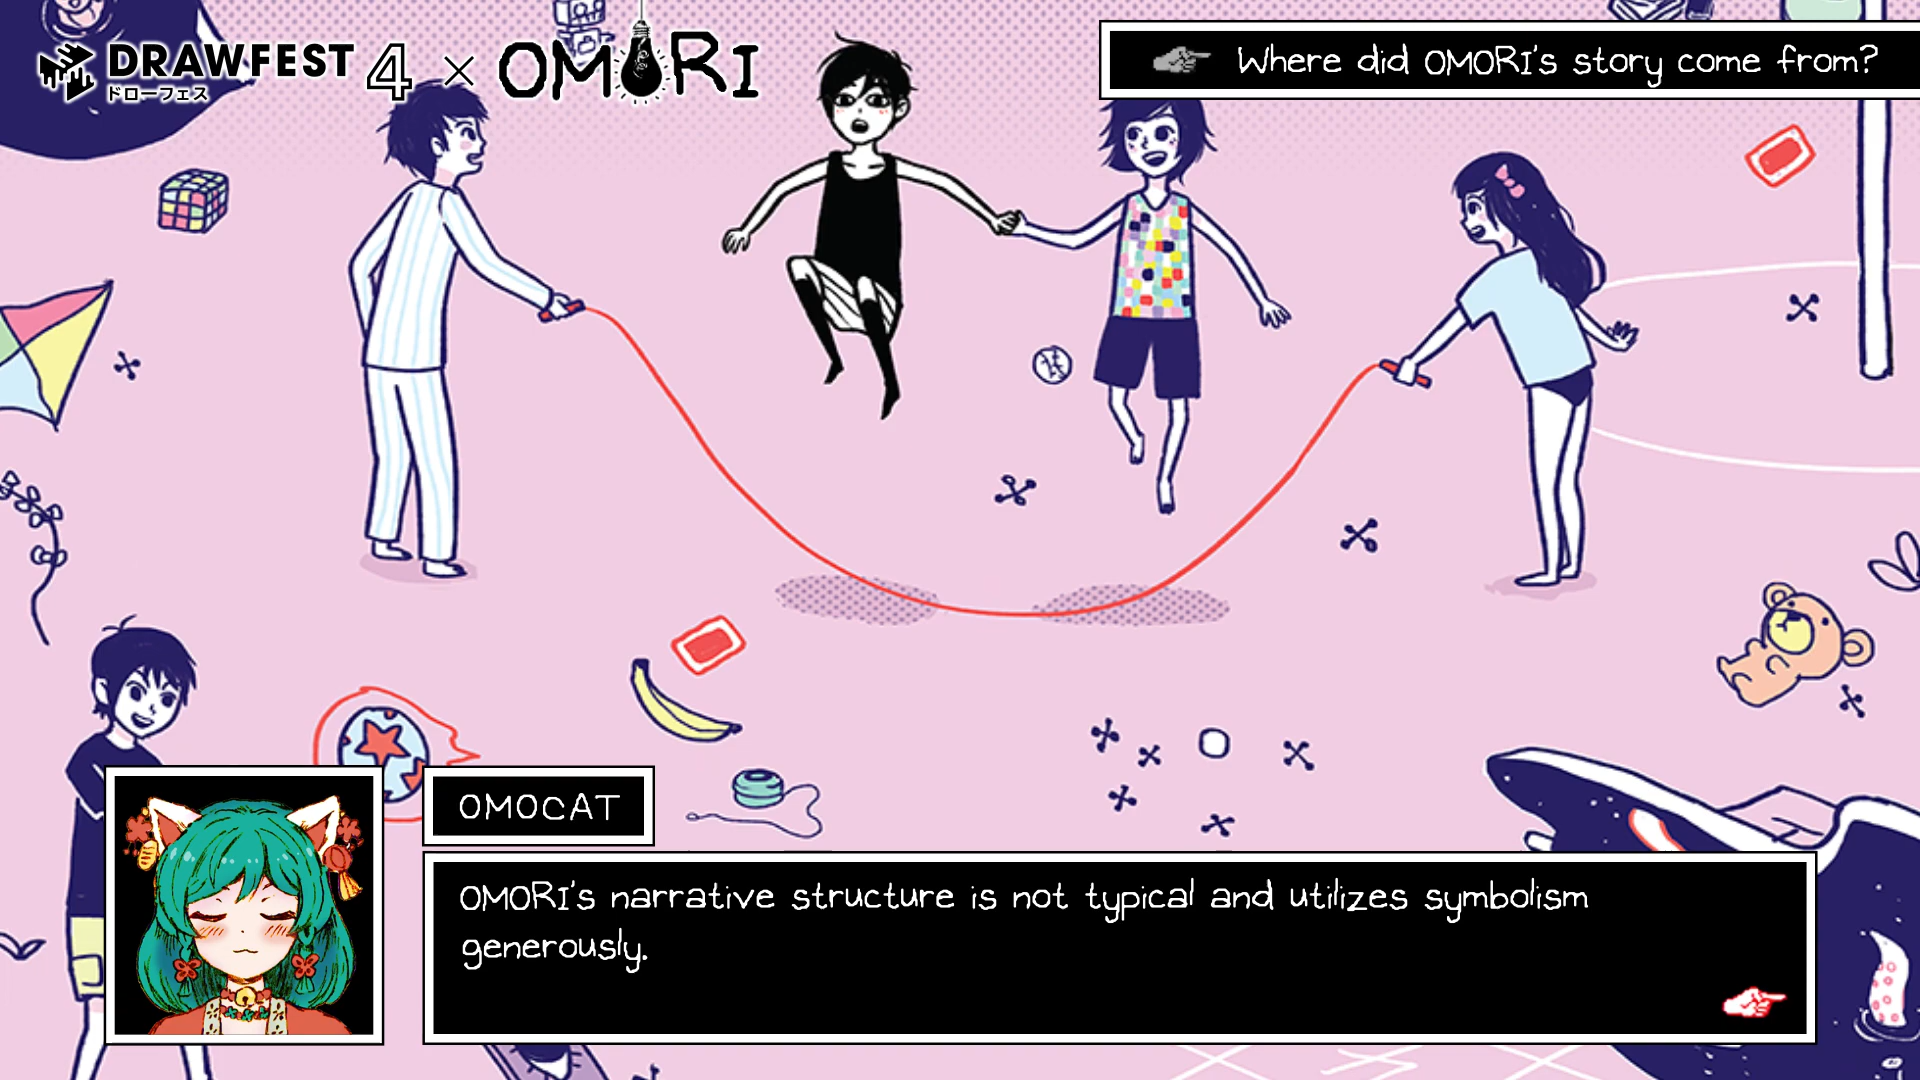 DRAWFEST 4 × OMORI
ドローフェス
Where did OMORI's story come from?
OMOCAT
OMORI's narrative structure is not typical and utilizes symbolism
generously.